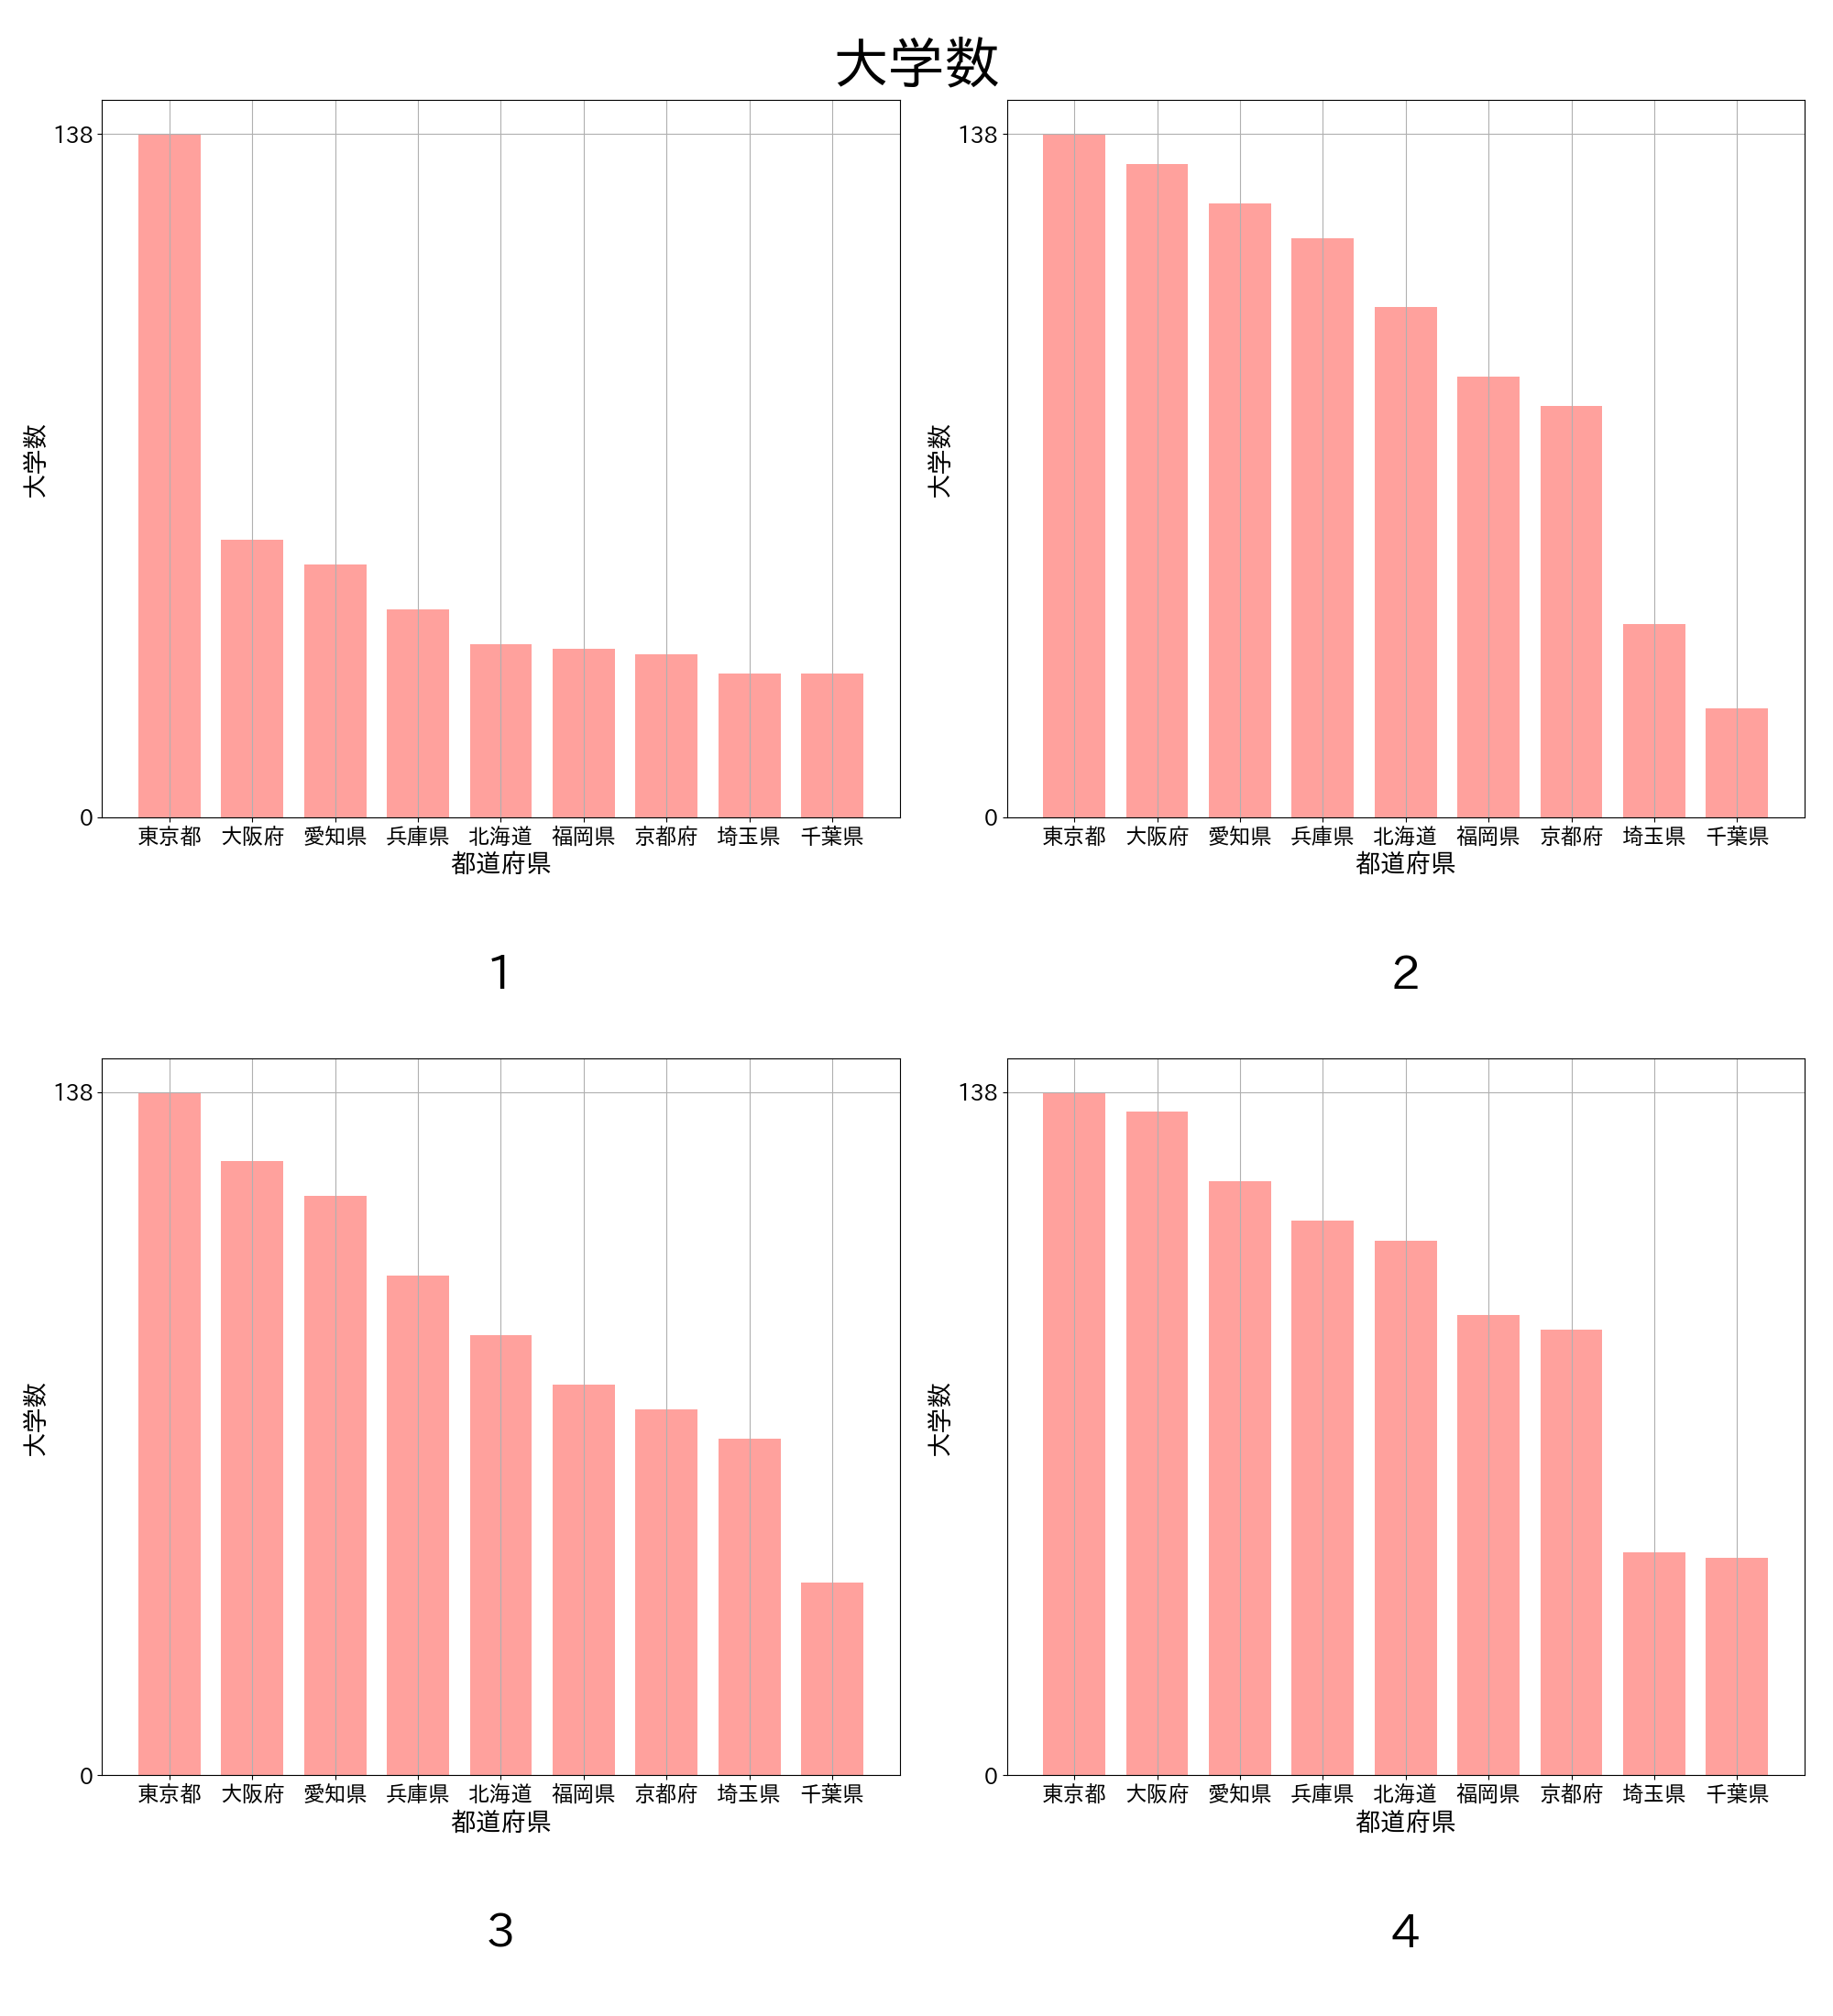 大学数
138
0
大学数
東京都 大阪府 愛知県 兵庫県 北海道 福岡県 京都府 埼玉県 千葉県
都道府県
1
138
0
大学数
東京都 大阪府 愛知県 兵庫県 北海道 福岡県 京都府 埼玉県 千葉県
都道府県
2
138
0
大学数
東京都 大阪府 愛知県 兵庫県 北海道 福岡県 京都府 埼玉県 千葉県
都道府県
3
138
0
大学数
東京都 大阪府 愛知県 兵庫県 北海道 福岡県 京都府 埼玉県 千葉県
都道府県
4